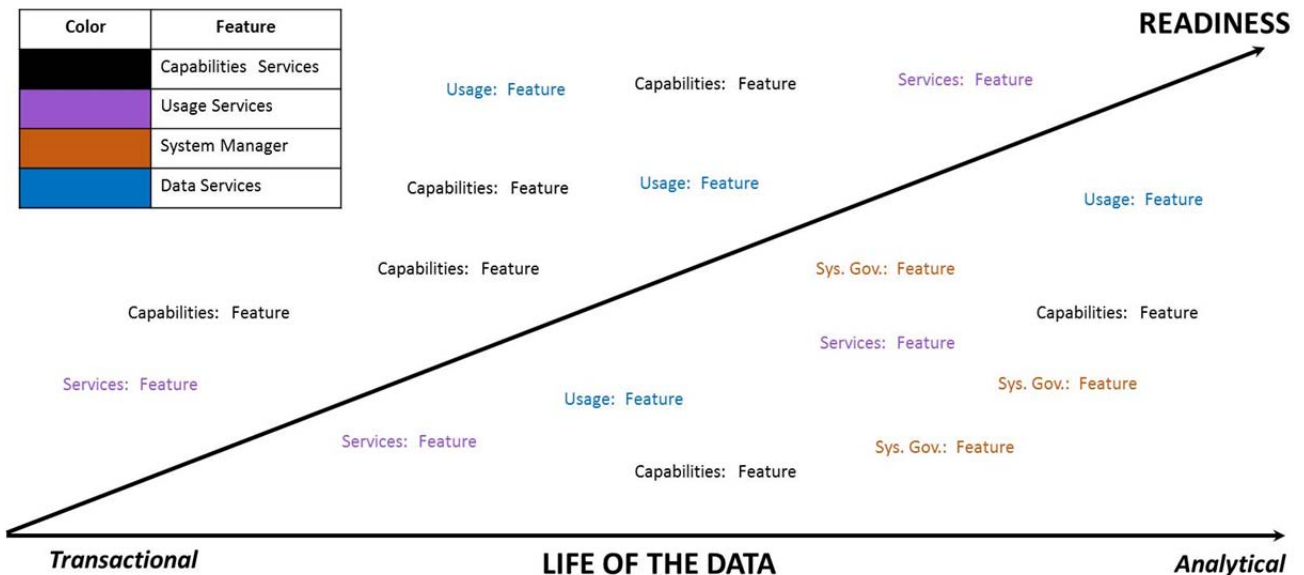 READINESS
Color Feature
Capabilities Services
Usage Services
System Manager
Data Services
Usage: Feature
Capabilities: Feature
Services: Feature
Capabilities: Feature
Usage: Feature
Usage: Feature
Capabilities: Feature
Sys. Gov.: Feature
Capabilities: Feature
Capabilities: Feature
Services: Feature
Services: Feature
Sys. Gov.: Feature
Usage: Feature
Services: Feature
Sys. Gov.: Feature
Capabilities: Feature
Transactional
LIFE OF THE DATA
Analytical